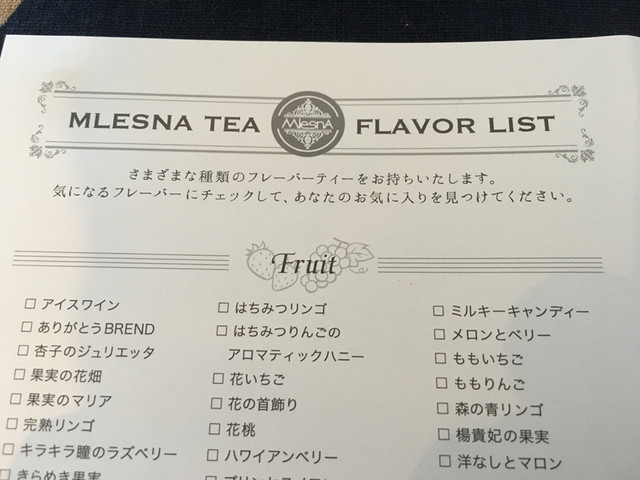 MLESNA TEA MlesnA FLAVOR LIST
さまざまな種類のフレーバーティーをお持ちいたします。
気になるフレーバーにチェックして、あなたのお気に入りを見つけてください。
Fruit
□ アイスワイン
□ ありがとうBREND
□ 杏子のジュリエッタ
□ 果実の花畑
□ 果実のマリア
□ 完熟リンゴ
□ キラキラ瞳のラズベリー
□ きらめき果実
□ はちみつリンゴ
□ はちみつりんごの
アロマティックハニー
□ 花いちご
□ 花の首飾り
□ 花桃
□ ハワイアンベリー
□ ミルキーキャンディー
□ メロンとベリー
□ ももいちご
□ ももりんご
□ 森の青リンゴ
□ 楊貴妃の果実
□ 洋なしとマロン